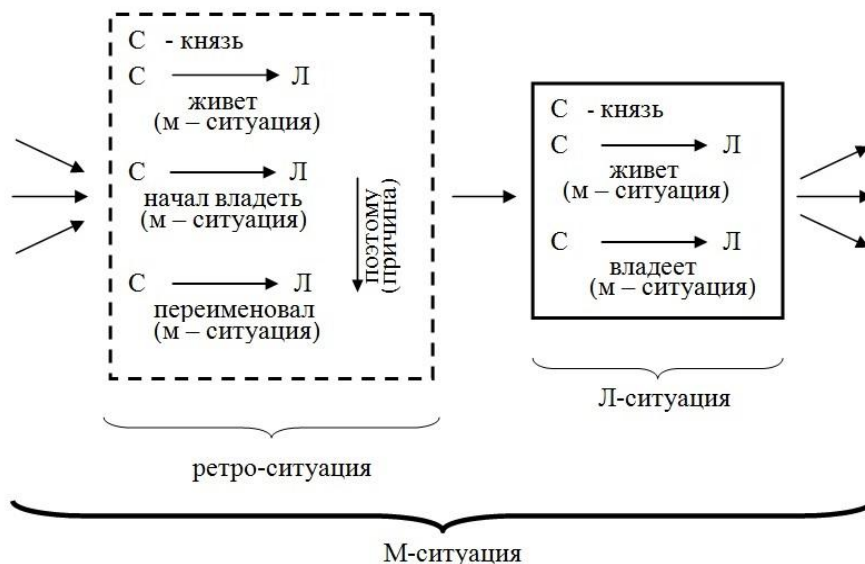 С - князь
С Л
живет
(м – ситуация)
С Л
начал владеть
(м – ситуация)
С Л
переименовал
(м – ситуация)
поэтому
(причина)
С - князь
С Л
живет
(м – ситуация)
С Л
владеет
(м – ситуация)
Л-ситуация
ретро-ситуация
М-ситуация